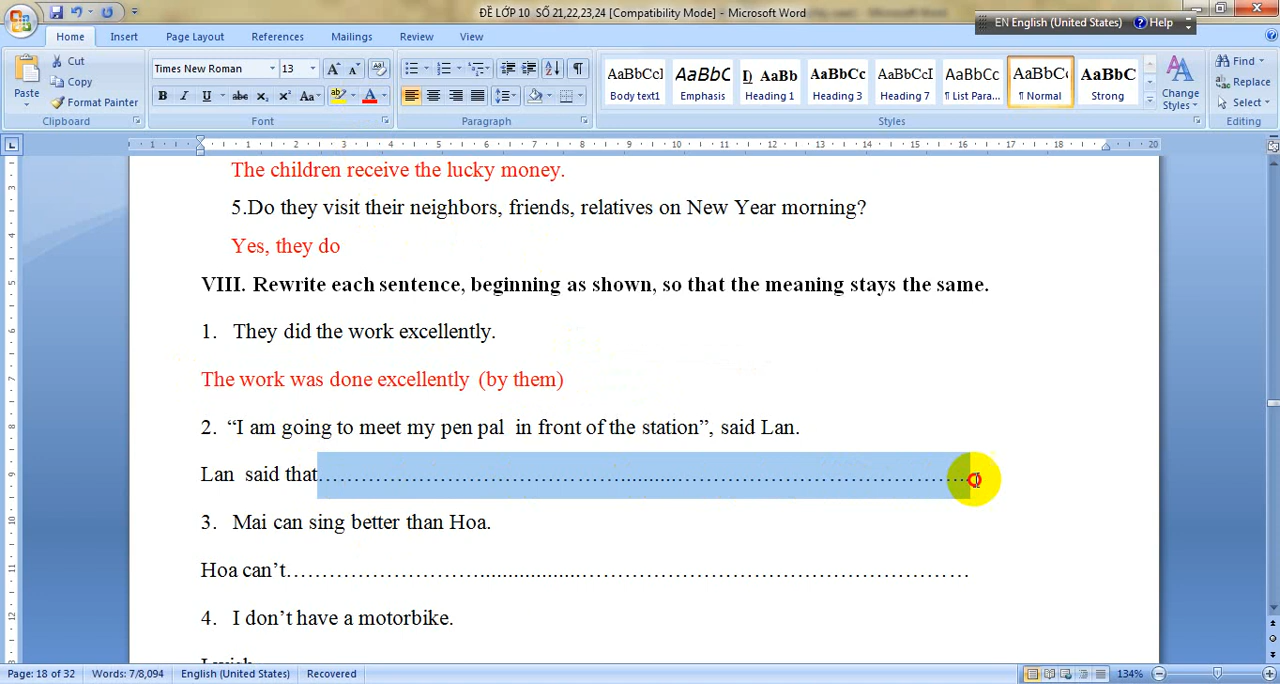 ĐỀ LỚP 10 SỐ 21,22,23,24 [Compatibility Mode] - Microsoft Word
EN English (United States) Help
Home Insert Page Layout References Mailings Review View
Paste Cut Copy Format Painter Clipboard
Times New Roman 13 Font
Paragraph
AaBbCcI Body text1 AaBbC Emphasis I) AaBb Heading 1 AaBbCc Heading 3 AaBbCcI Heading 7 AaBbCc ¶ List Para... AaBbCc ¶ Normal AaBbC Strong Change Styles Styles
Find Replace Select Editing
The children receive the lucky money.
5.Do they visit their neighbors, friends, relatives on New Year morning?
Yes, they do
VIII. Rewrite each sentence, beginning as shown, so that the meaning stays the same.
1. They did the work excellently.
The work was done excellently (by them)
2. “I am going to meet my pen pal in front of the station”, said Lan.
Lan said that……………………………………..........………………………………
3. Mai can sing better than Hoa.
Hoa can’t………………………..................………………………………………………
4. I don’t have a motorbike.
I wish
Page: 18 of 32 Words: 7/8,094 English (United States) Recovered 134%